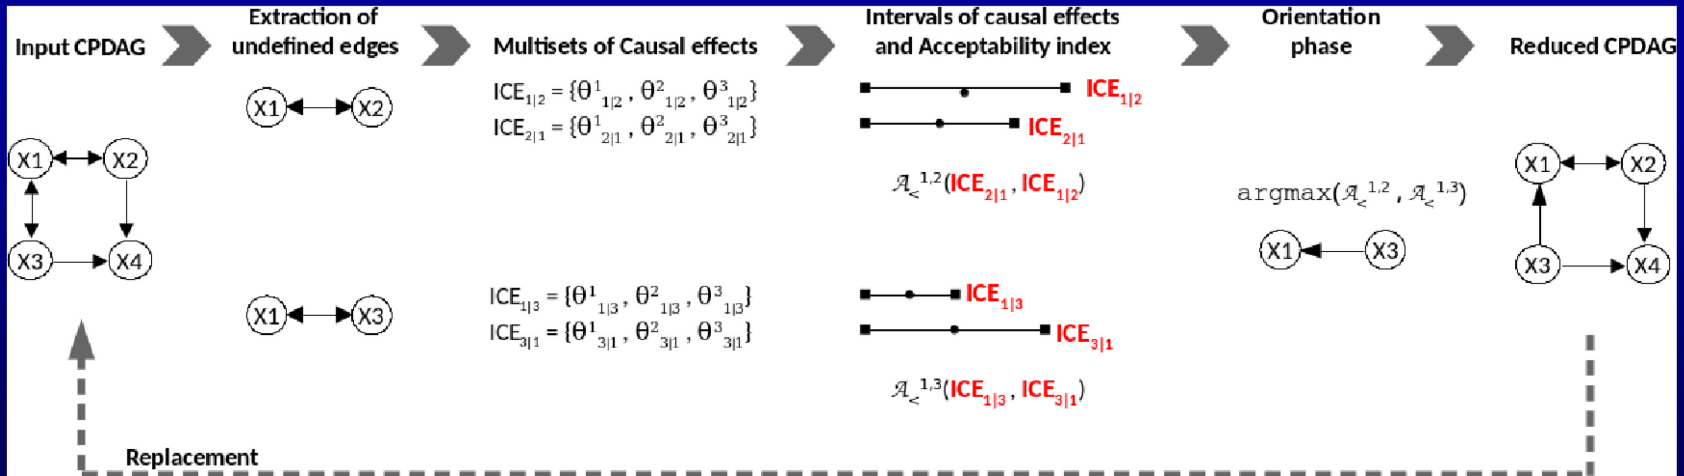 Input CPDAG
Extraction of
undefined edges
Multisets of Causal effects
Intervals of causal effects
and Acceptability index
Orientation
phase
Reduced CPDAG
X1 X2
X3 X4
X1 X2
X1 X3
ICE₁|₂ = {θ¹₁|₂ , θ²₁|₂ , θ³₁|₂}
ICE₂|₁ = {θ¹₂|₁ , θ²₂|₁ , θ³₂|₁}
ICE₁|₃ = {θ¹₁|₃ , θ²₁|₃ , θ³₁|₃}
ICE₃|₁ = {θ¹₃|₁ , θ²₃|₁ , θ³₃|₁}
ICE₁|₂
ICE₂|₁
𝒜<¹,²(ICE₂|₁ , ICE₁|₂)
ICE₁|₃
ICE₃|₁
𝒜<¹,³(ICE₁|₃ , ICE₃|₁)
argmax(𝒜<¹,² , 𝒜<¹,³)
X1 X3
X1 X2
X3 X4
Replacement